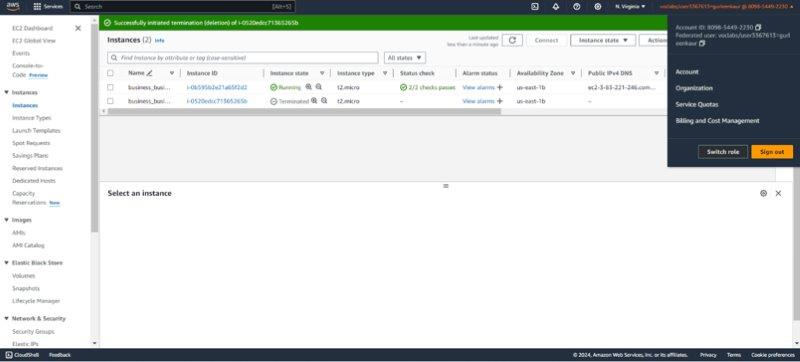 aws
Services
Search
[Alt+S]
N. Virginia
voclabs/user3367613=gurleenkaur @ 8098-5449-2230
EC2 Dashboard
EC2 Global View
Events
Console-to-
Code Preview
Instances
Instances
Instance Types
Launch Templates
Spot Requests
Savings Plans
Reserved Instances
Dedicated Hosts
Capacity
Reservations New
Images
AMIs
AMI Catalog
Elastic Block Store
Volumes
Snapshots
Lifecycle Manager
Network & Security
Security Groups
Elastic IPs
Successfully initiated termination (deletion) of i-0520edcc71365265b
Instances (2) Info
Last updated
less than a minute ago
Connect
Instance state
Action
Find Instance by attribute or tag (case-sensitive)
All states
Name Instance ID Instance state Instance type Status check Alarm status Availability Zone Public IPv4 DNS
business_busi... i-0b595b2e21a65f2d2 Running t2.micro 2/2 checks passes View alarms + us-east-1b ec2-3-83-221-246.com...
business_busi... i-0520edcc71365265b Terminated t2.micro – View alarms + us-east-1b –
Account ID: 8098-5449-2230
Federated user: voclabs/user3367613=gurl
eenkaur
Account
Organization
Service Quotas
Billing and Cost Management
Switch role
Sign out
Select an instance
CloudShell
Feedback
© 2024, Amazon Web Services, Inc. or its affiliates.
Privacy
Terms
Cookie preferences